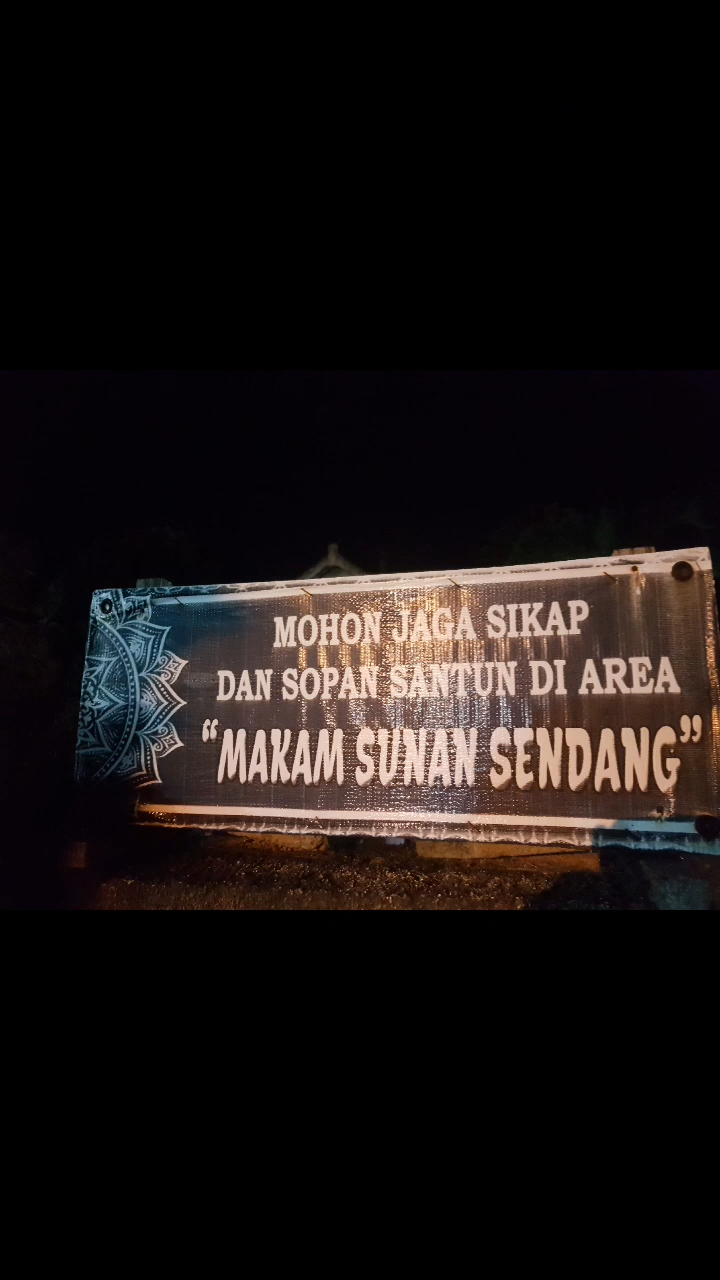 MOHON JAGA SIKAP
DAN SOPAN SANTUN DI AREA
“MAKAM SUNAN SENDANG”